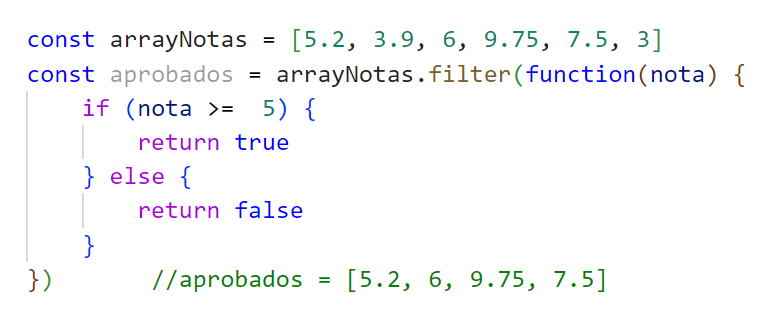 const arrayNotas = [5.2, 3.9, 6, 9.75, 7.5, 3]
const aprobados = arrayNotas.filter(function(nota) {
    if (nota >=  5) {
        return true
    } else {
        return false
    }
})       //aprobados = [5.2, 6, 9.75, 7.5]